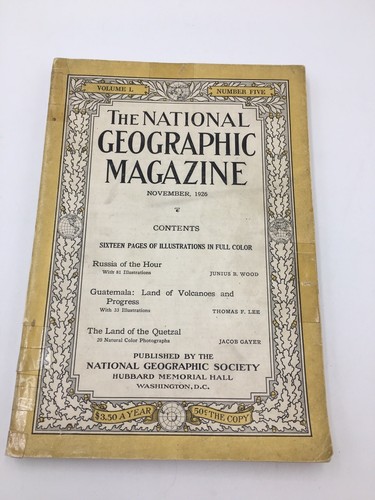 VOLUME L
NUMBER FIVE
THE NATIONAL
GEOGRAPHIC
MAGAZINE
NOVEMBER, 1926
CONTENTS
SIXTEEN PAGES OF ILLUSTRATIONS IN FULL COLOR
Russia of the Hour
With 61 Illustrations JUNIUS B. WOOD
Guatemala: Land of Volcanoes and
Progress
With 33 Illustrations THOMAS F. LEE
The Land of the Quetzal
20 Natural Color Photographs JACOB GAYER
PUBLISHED BY THE
NATIONAL GEOGRAPHIC SOCIETY
HUBBARD MEMORIAL HALL
WASHINGTON, D.C.
$3.50 A YEAR
50¢ THE COPY